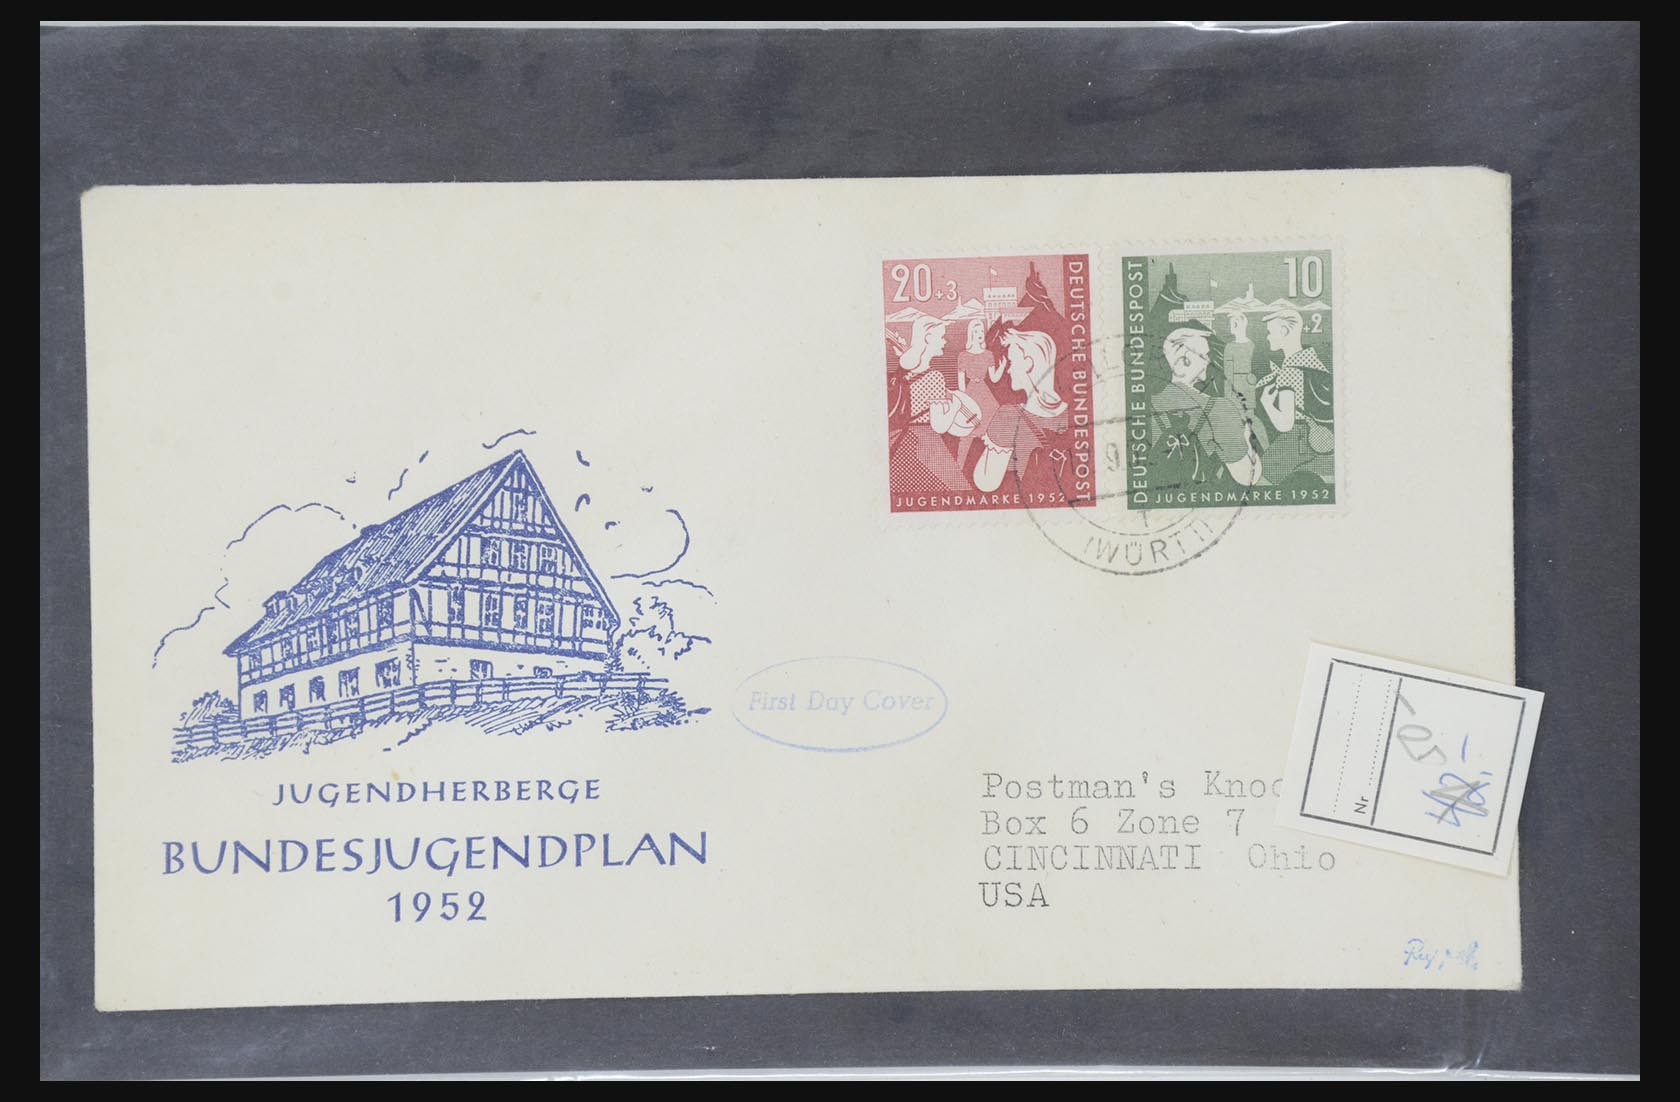 20+3
DEUTSCHE BUNDESPOST
JUGENDMARKE 1952
10
+2
DEUTSCHE BUNDESPOST
JUGENDMARKE 1952
(WÜRTT)
First Day Cover
JUGENDHERBERGE
BUNDESJUGENDPLAN
1952
Postman's Knoc
Box 6 Zone 7
CINCINNATI Ohio
USA
Nr